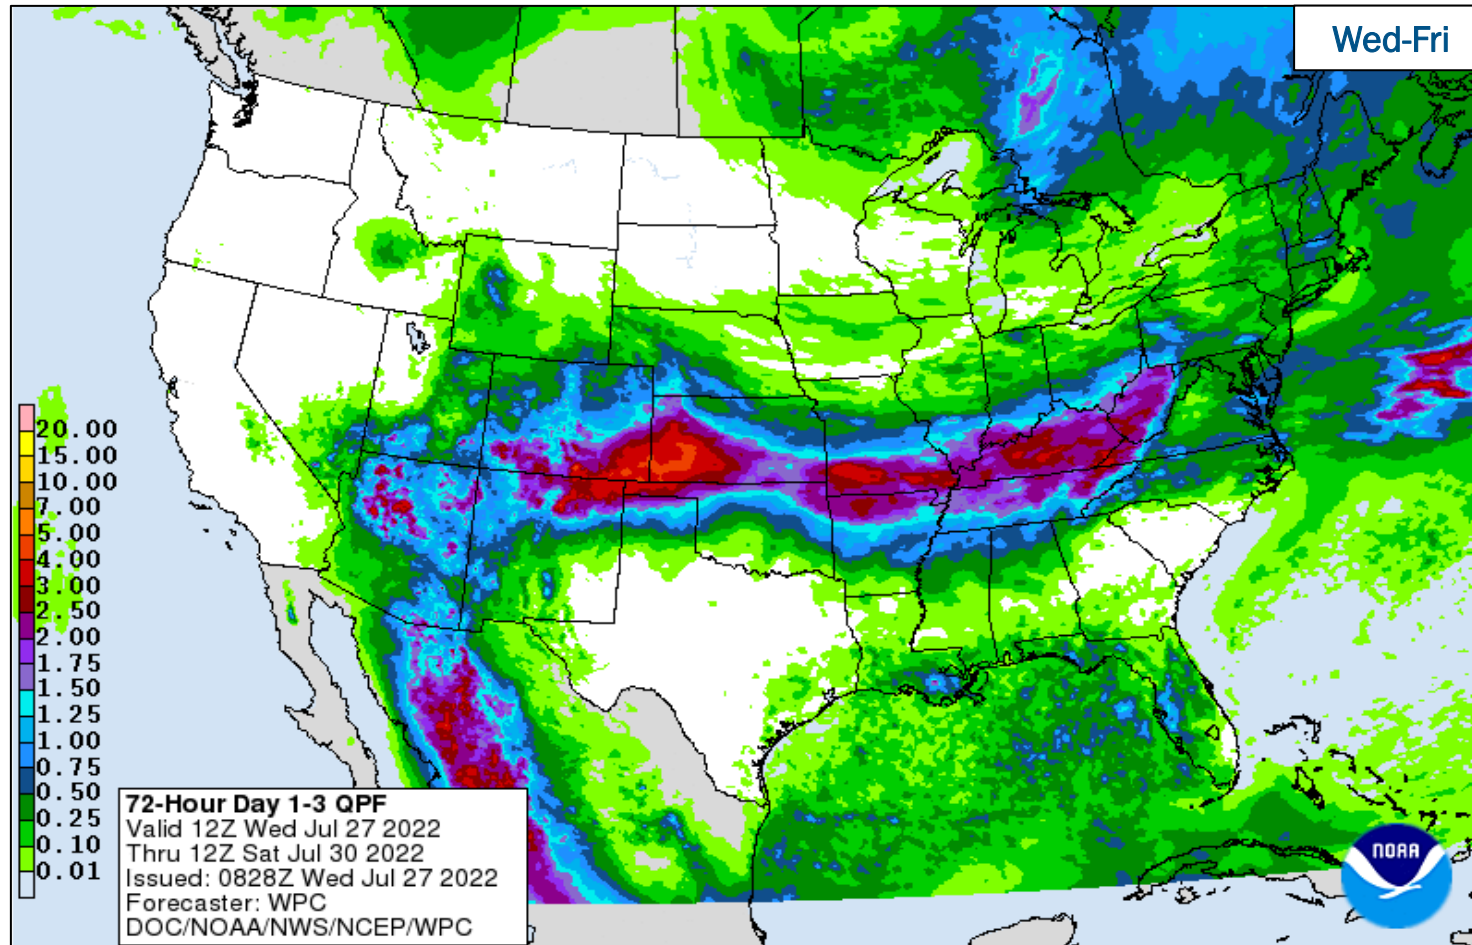 Wed-Fri
20.00
15.00
10.00
7.00
5.00
4.00
3.00
2.50
2.00
1.75
1.50
1.25
1.00
0.75
0.50
0.25
0.10
0.01
72-Hour Day 1-3 QPF
Valid 12Z Wed Jul 27 2022
Thru 12Z Sat Jul 30 2022
Issued: 0828Z Wed Jul 27 2022
Forecaster: WPC
DOC/NOAA/NWS/NCEP/WPC
NOAA